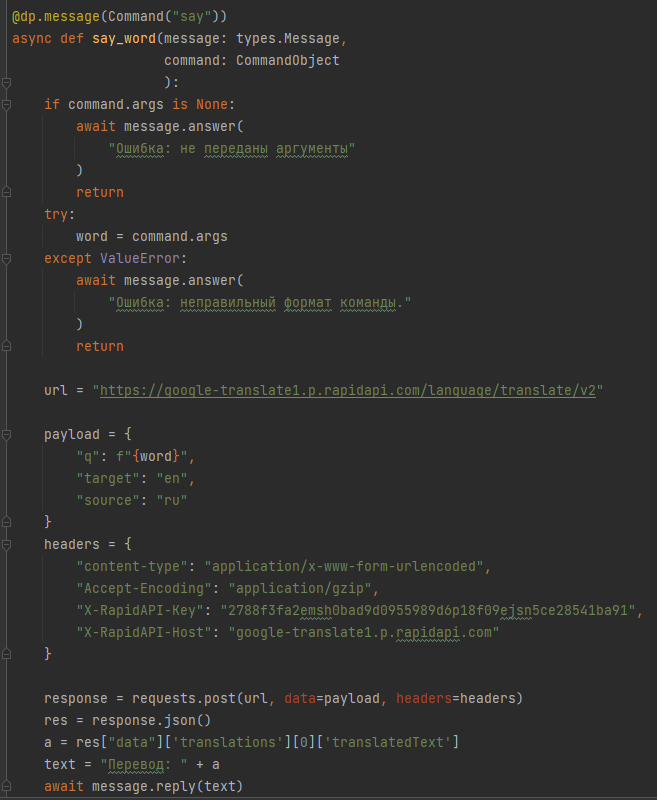 @dp.message(Command("say"))
async def say_word(message: types.Message,
                   command: CommandObject
                   ):
    if command.args is None:
        await message.answer(
            "Ошибка: не переданы аргументы"
        )
        return
    try:
        word = command.args
    except ValueError:
        await message.answer(
            "Ошибка: неправильный формат команды."
        )
        return

    url = "https://google-translate1.p.rapidapi.com/language/translate/v2"

    payload = {
        "q": f"{word}",
        "target": "en",
        "source": "ru"
    }
    headers = {
        "content-type": "application/x-www-form-urlencoded",
        "Accept-Encoding": "application/gzip",
        "X-RapidAPI-Key": "2788f3fa2emsh0bad9d0955989d6p18f09ejsn5ce28541ba91",
        "X-RapidAPI-Host": "google-translate1.p.rapidapi.com"
    }

    response = requests.post(url, data=payload, headers=headers)
    res = response.json()
    a = res["data"]['translations'][0]['translatedText']
    text = "Перевод: " + a
    await message.reply(text)